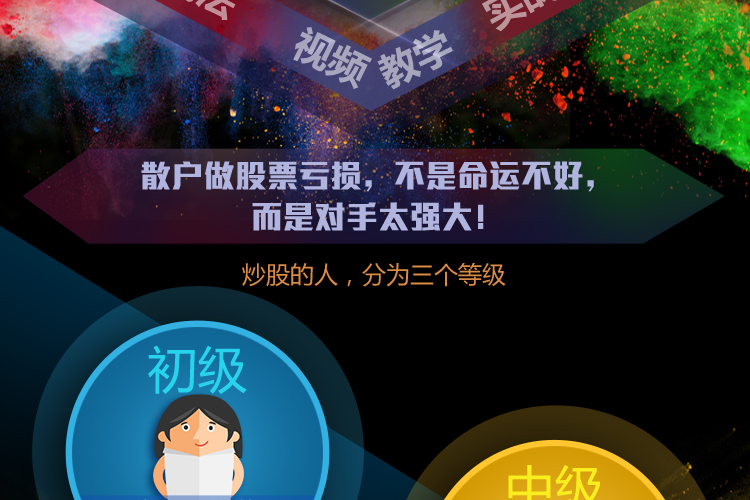 视频 教学
散户做股票亏损，不是命运不好，
而是对手太强大！
炒股的人，分为三个等级
初级
中级